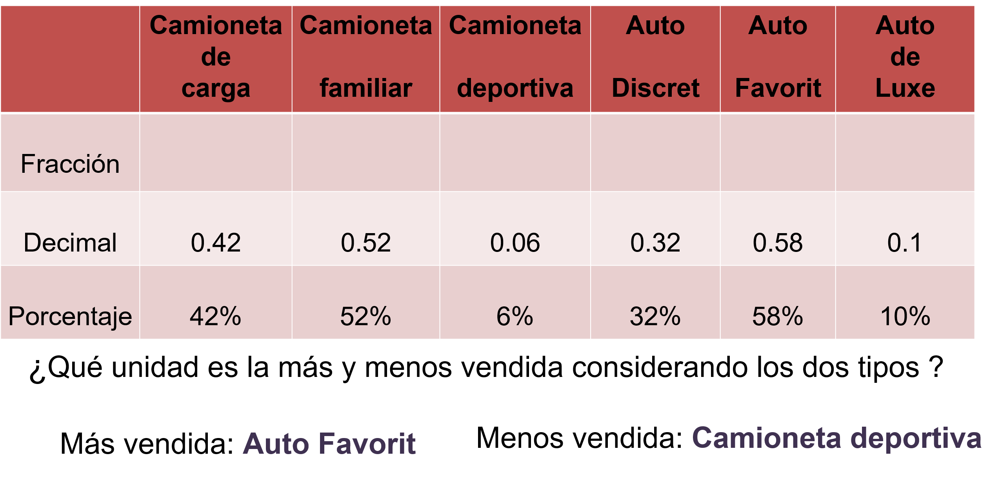 Camioneta de carga Camioneta familiar Camioneta deportiva Auto Discret Auto Favorit Auto de Luxe
Fracción
Decimal 0.42 0.52 0.06 0.32 0.58 0.1
Porcentaje 42% 52% 6% 32% 58% 10%
¿Qué unidad es la más y menos vendida considerando los dos tipos ?
Más vendida: Auto Favorit
Menos vendida: Camioneta deportiva